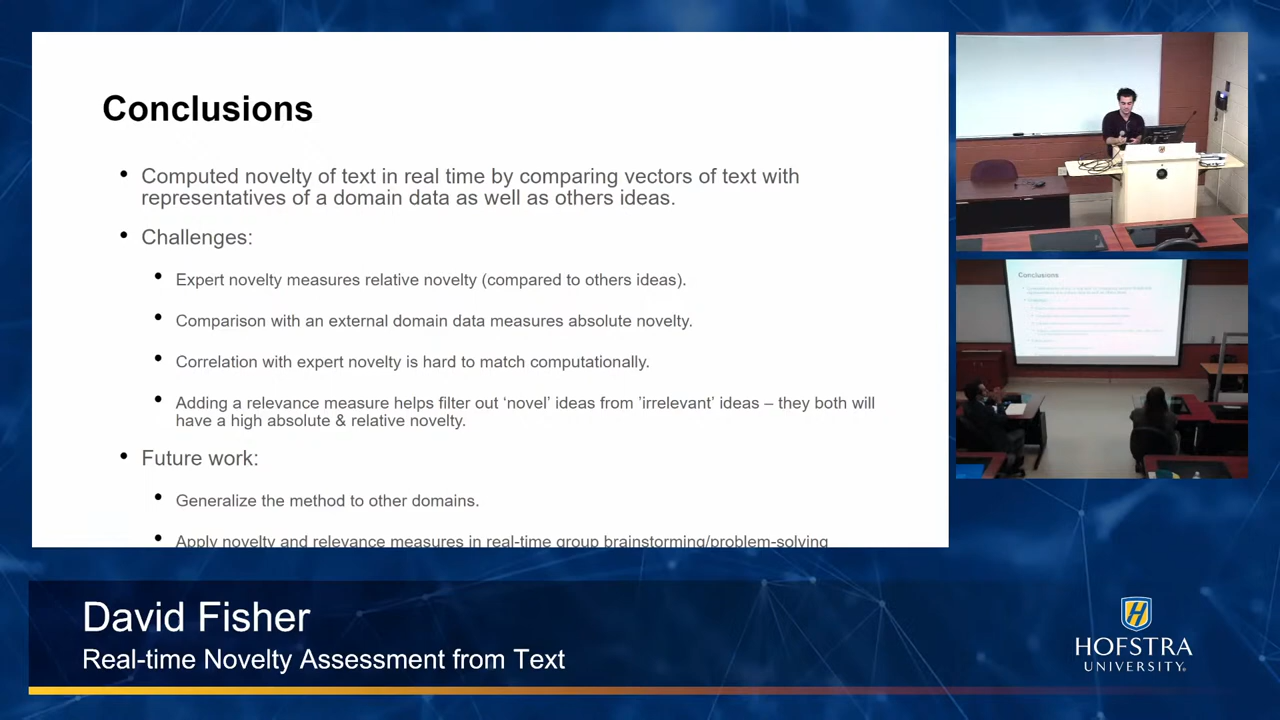 Conclusions
Computed novelty of text in real time by comparing vectors of text with
representatives of a domain data as well as others ideas.
Challenges:
Expert novelty measures relative novelty (compared to others ideas).
Comparison with an external domain data measures absolute novelty.
Correlation with expert novelty is hard to match computationally.
Adding a relevance measure helps filter out ‘novel’ ideas from ’irrelevant’ ideas – they both will
have a high absolute & relative novelty.
Future work:
Generalize the method to other domains.
Apply novelty and relevance measures in real-time group brainstorming/problem-solving
Conclusions
David Fisher
Real-time Novelty Assessment from Text
HOFSTRA
UNIVERSITY®